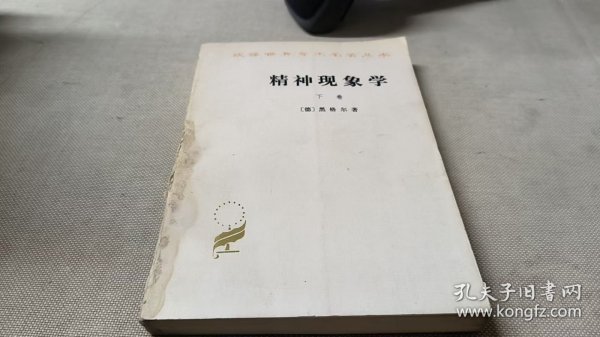 汉译世界学术名著丛书
精神现象学
下卷
〔德〕黑格尔著
孔夫子旧书网
www.kongfz.com